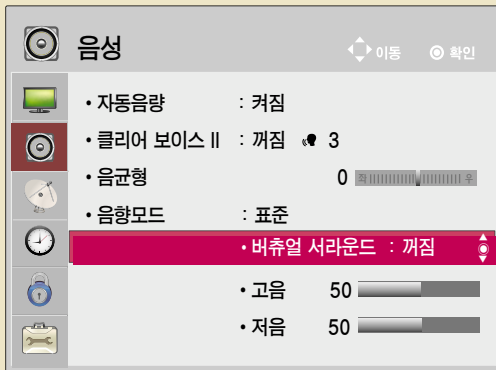 음성
이동 확인
• 자동음량 : 켜짐
• 클리어 보이스 II : 꺼짐 3
• 음균형 0 좌 우
• 음향모드 : 표준
• 버츄얼 서라운드 : 꺼짐
• 고음 50
• 저음 50